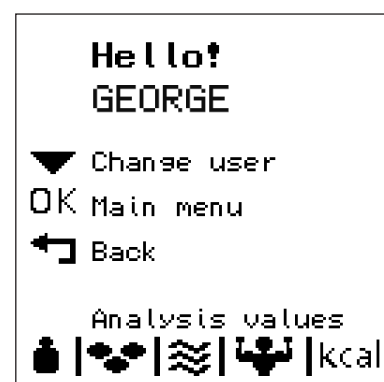 Hello!
GEORGE
Change user
OK Main menu
Back
Analysis values
kcal